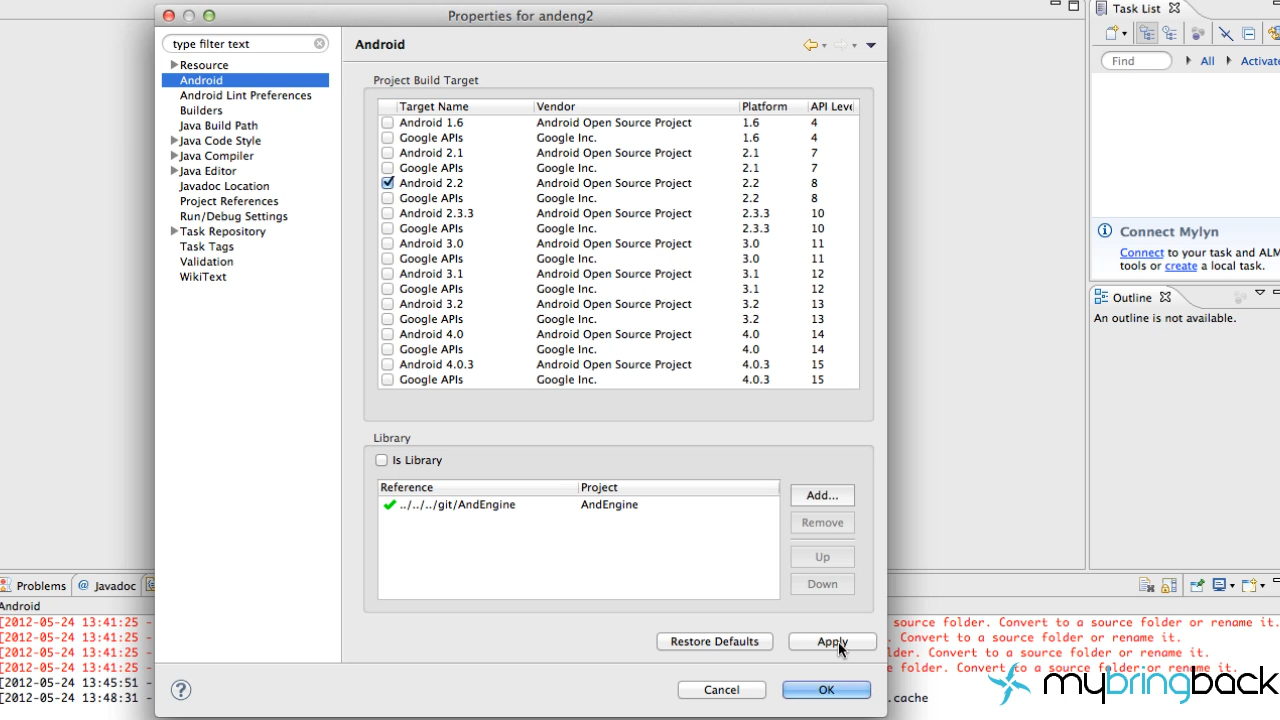 Properties for andeng2
Task List
type filter text
Android
Find
All
Activate
Resource
Android
Android Lint Preferences
Builders
Java Build Path
Java Code Style
Java Compiler
Java Editor
Javadoc Location
Project References
Run/Debug Settings
Task Repository
Task Tags
Validation
WikiText
Project Build Target
Target Name Vendor Platform API Leve
Android 1.6 Android Open Source Project 1.6 4
Google APIs Google Inc. 1.6 4
Android 2.1 Android Open Source Project 2.1 7
Google APIs Google Inc. 2.1 7
Android 2.2 Android Open Source Project 2.2 8
Google APIs Google Inc. 2.2 8
Android 2.3.3 Android Open Source Project 2.3.3 10
Google APIs Google Inc. 2.3.3 10
Android 3.0 Android Open Source Project 3.0 11
Google APIs Google Inc. 3.0 11
Android 3.1 Android Open Source Project 3.1 12
Google APIs Google Inc. 3.1 12
Android 3.2 Android Open Source Project 3.2 13
Google APIs Google Inc. 3.2 13
Android 4.0 Android Open Source Project 4.0 14
Google APIs Google Inc. 4.0 14
Android 4.0.3 Android Open Source Project 4.0.3 15
Google APIs Google Inc. 4.0.3 15
Library
Is Library
Reference Project
../../../git/AndEngine AndEngine
Add...
Remove
Up
Down
Restore Defaults
Apply
Cancel
OK
Connect Mylyn
Connect to your task and ALM
tools or create a local task.
Outline
An outline is not available.
Problems
@ Javadoc
Android
[2012-05-24 13:41:25 - source folder. Convert to a source folder or rename it.
[2012-05-24 13:41:25 - . Convert to a source folder or rename it.
[2012-05-24 13:41:25 - lder. Convert to a source folder or rename it.
[2012-05-24 13:41:25 - e folder. Convert to a source folder or rename it.
[2012-05-24 13:45:51 -
[2012-05-24 13:48:31 - .cache
mybringback